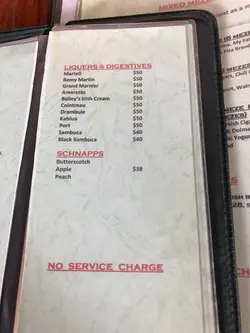 LIQUERS & DIGESTIVES
Martell $50
Remy Martin $50
Grand Marnier $50
Amaretto $50
Bailey's Irish Cream $50
Cointreau $50
Drambuie $50
Kahlua $50
Port $50
Sambuca $40
Black Sambuca $40
SCHNAPPS
Butterscotch
Apple $38
Peach
NO SERVICE CHARGE
MIXED